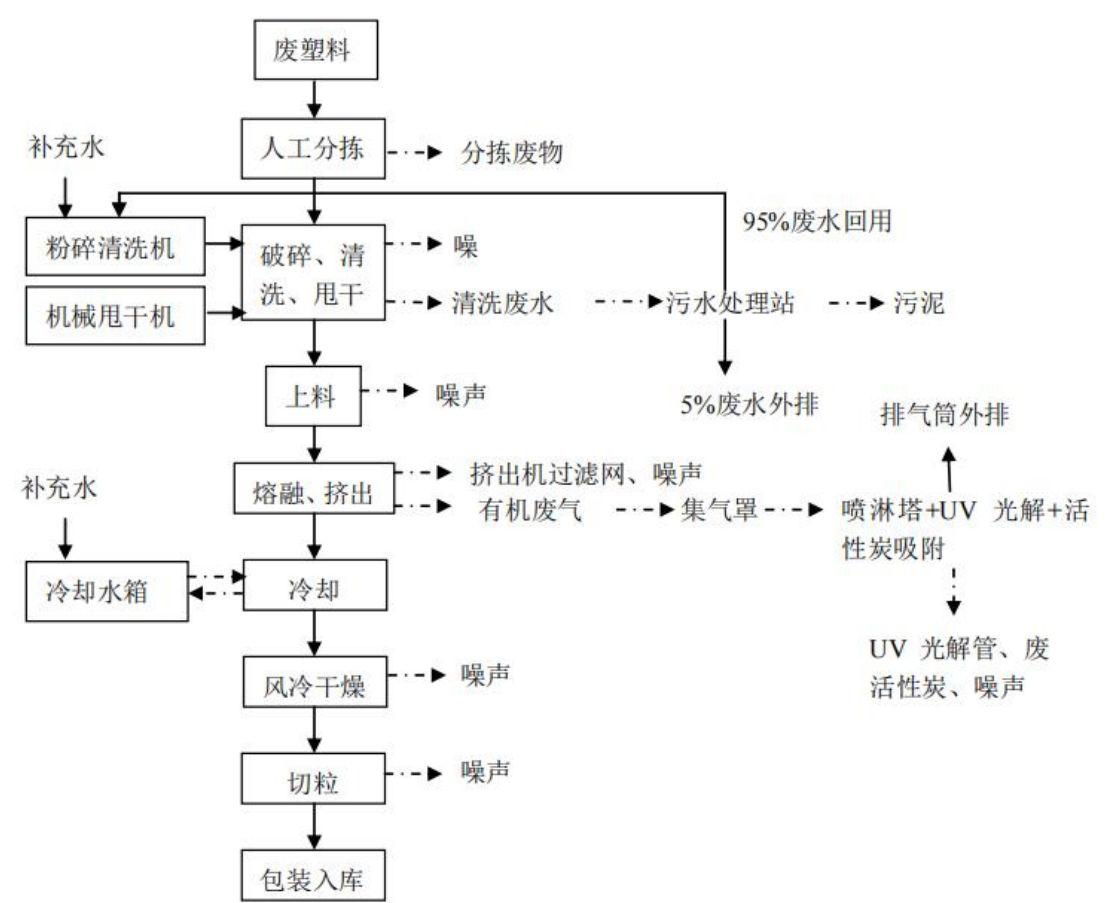 废塑料
人工分拣
分拣废物
补充水
95%废水回用
粉碎清洗机
破碎、清
洗、甩干
噪
清洗废水
污水处理站
污泥
机械甩干机
上料
噪声
5%废水外排
排气筒外排
熔融、挤出
挤出机过滤网、噪声
有机废气
集气罩
喷淋塔+UV 光解+活
性炭吸附
补充水
冷却水箱
冷却
UV 光解管、废
活性炭、噪声
风冷干燥
噪声
切粒
噪声
包装入库